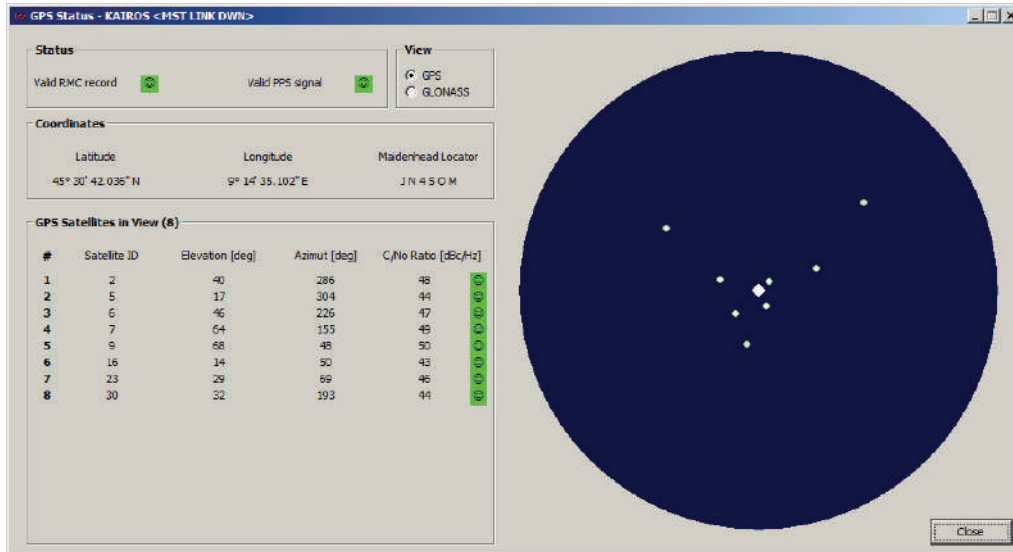 GPS Status - KAIROS <MST LINK DWN>
Status
Valid RMC record Valid PPS signal
View
GPS
GLONASS
Coordinates
Latitude Longitude Maidenhead Locator
45° 30' 42.036" N 9° 14' 35.102" E J N 4 5 O M
GPS Satellites in View (8)
# Satellite ID Elevation [deg] Azimut [deg] C/No Ratio [dBc/Hz]
1 2 40 286 48
2 5 17 304 44
3 6 46 226 47
4 7 64 155 49
5 9 68 48 50
6 16 14 50 43
7 23 29 69 46
8 30 32 193 44
Close